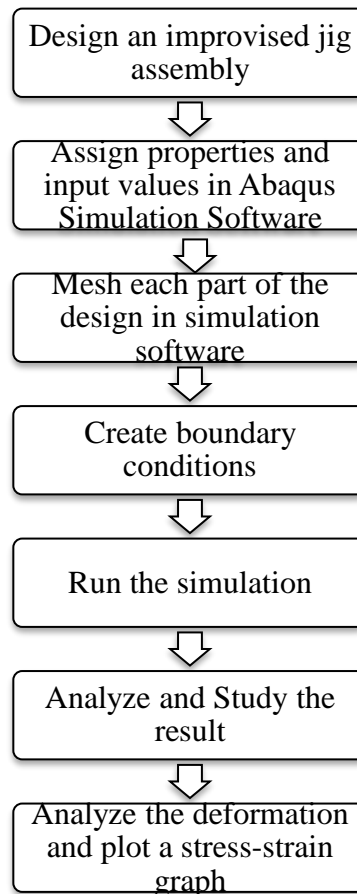 Design an improvised jig
assembly
Assign properties and
input values in Abaqus
Simulation Software
Mesh each part of the
design in simulation
software
Create boundary
conditions
Run the simulation
Analyze and Study the
result
Analyze the deformation
and plot a stress-strain
graph